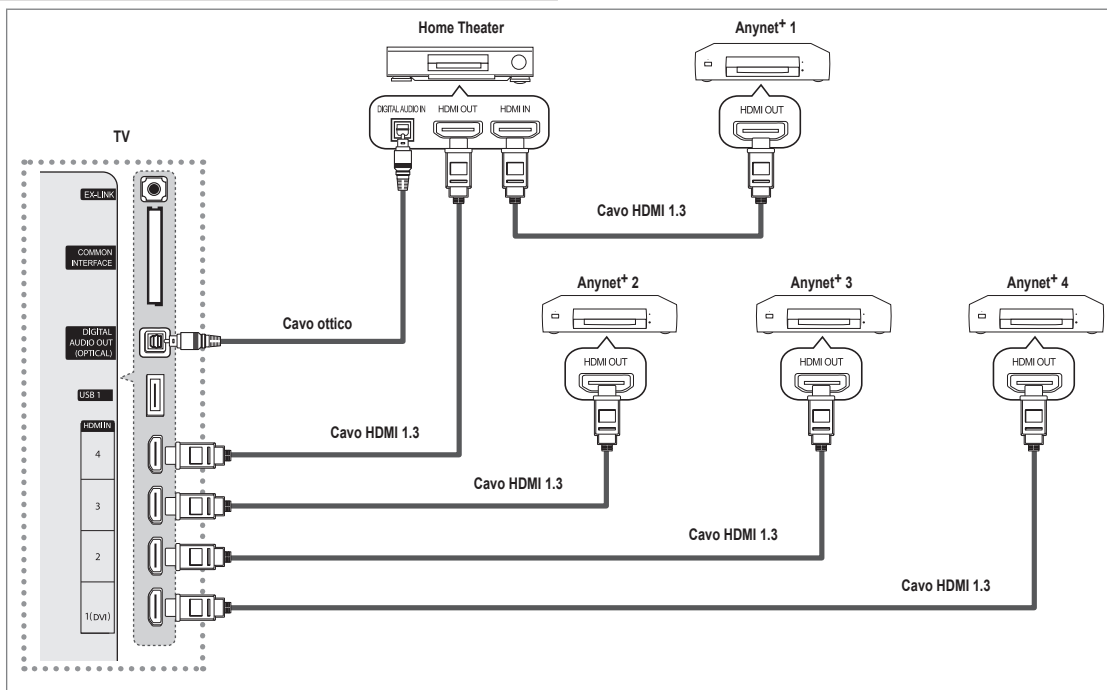 Home Theater
Anynet+ 1
DIGITAL AUDIO IN
HDMI OUT
HDMI IN
HDMI OUT
TV
EX-LINK
Cavo HDMI 1.3
COMMON
INTERFACE
Anynet+ 2
Anynet+ 3
Anynet+ 4
Cavo ottico
DIGITAL
AUDIO OUT
(OPTICAL)
HDMI OUT
HDMI OUT
HDMI OUT
USB 1
HDMI IN
Cavo HDMI 1.3
4
Cavo HDMI 1.3
3
Cavo HDMI 1.3
2
Cavo HDMI 1.3
1(DVI)